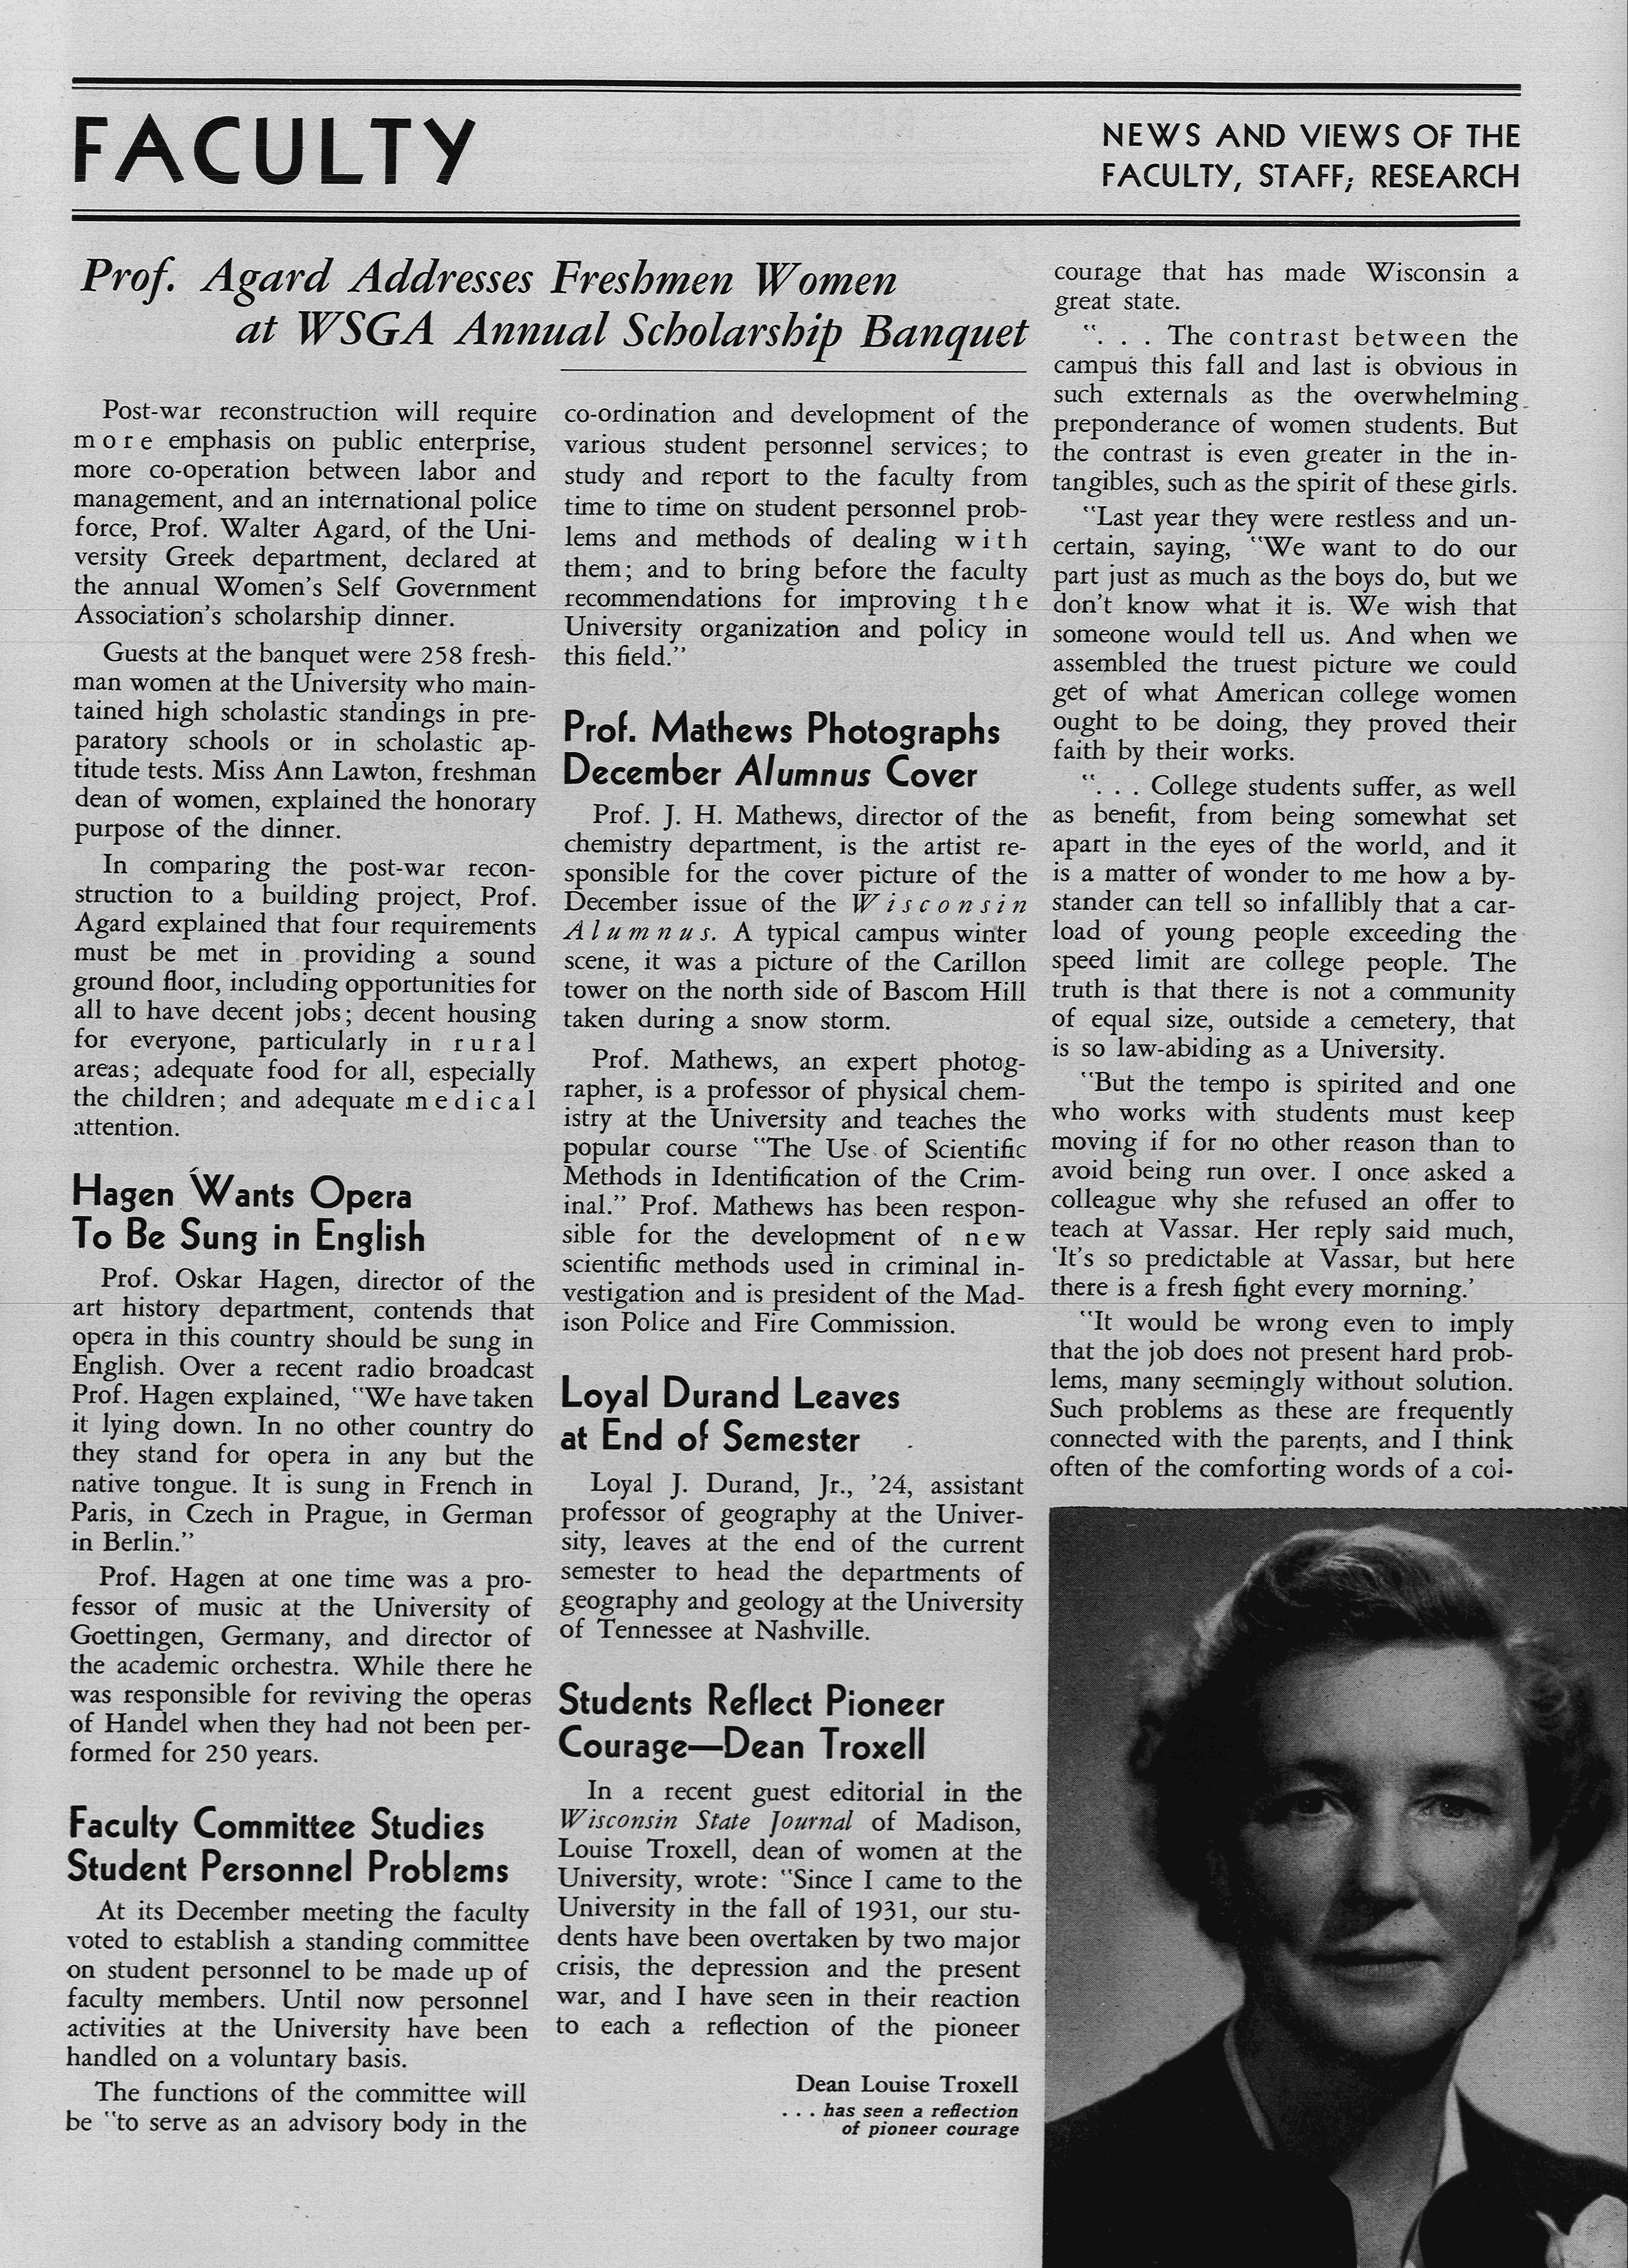 FACULTY
NEWS AND VIEWS OF THE
FACULTY, STAFF; RESEARCH
Prof. Agard Addresses Freshmen Women
at WSGA Annual Scholarship Banquet
Post-war reconstruction will require
more emphasis on public enterprise,
more co-operation between labor and
management, and an international police
force, Prof. Walter Agard, of the Uni-
versity Greek department, declared at
the annual Women's Self Government
Association's scholarship dinner.
Guests at the banquet were 258 fresh-
man women at the University who main-
tained high scholastic standings in pre-
paratory schools or in scholastic ap-
titude tests. Miss Ann Lawton, freshman
dean of women, explained the honorary
purpose of the dinner.
In comparing the post-war recon-
struction to a building project, Prof.
Agard explained that four requirements
must be met in providing a sound
ground floor, including opportunities for
all to have decent jobs; decent housing
for everyone, particularly in rural
areas; adequate food for all, especially
the children; and adequate medical
attention.
Hagen Wants Opera
To Be Sung in English
Prof. Oskar Hagen, director of the
art history department, contends that
opera in this country should be sung in
English. Over a recent radio broadcast
Prof. Hagen explained, "We have taken
it lying down. In no other country do
they stand for opera in any but the
native tongue. It is sung in French in
Paris, in Czech in Prague, in German
in Berlin."
Prof. Hagen at one time was a pro-
fessor of music at the University of
Goettingen, Germany, and director of
the academic orchestra. While there he
was responsible for reviving the operas
of Handel when they had not been per-
formed for 250 years.
Faculty Committee Studies
Student Personnel Problems
At its December meeting the faculty
voted to establish a standing committee
on student personnel to be made up of
faculty members. Until now personnel
activities at the University have been
handled on a voluntary basis.
The functions of the committee will
be "to serve as an advisory body in the
co-ordination and development of the
various student personnel services; to
study and report to the faculty from
time to time on student personnel prob-
lems and methods of dealing with
them; and to bring before the faculty
recommendations for improving the
University organization and policy in
this field."
Prof. Mathews Photographs
December Alumnus Cover
Prof. J. H. Mathews, director of the
chemistry department, is the artist re-
sponsible for the cover picture of the
December issue of the Wisconsin
Alumnus. A typical campus winter
scene, it was a picture of the Carillon
tower on the north side of Bascom Hill
taken during a snow storm.
Prof. Mathews, an expert photog-
rapher, is a professor of physical chem-
istry at the University and teaches the
popular course "The Use of Scientific
Methods in Identification of the Crim-
inal." Prof. Mathews has been respon-
sible for the development of new
scientific methods used in criminal in-
vestigation and is president of the Mad-
ison Police and Fire Commission.
Loyal Durand Leaves
at End of Semester
Loyal J. Durand, Jr., '24, assistant
professor of geography at the Univer-
sity, leaves at the end of the current
semester to head the departments of
geography and geology at the University
of Tennessee at Nashville.
Students Reflect Pioneer
Courage—Dean Troxell
In a recent guest editorial in the
Wisconsin State Journal of Madison,
Louise Troxell, dean of women at the
University, wrote: "Since I came to the
University in the fall of 1931, our stu-
dents have been overtaken by two major
crisis, the depression and the present
war, and I have seen in their reaction
to each a reflection of the pioneer
Dean Louise Troxell
. . . has seen a reflection
of pioneer courage
courage that has made Wisconsin a
great state.
". . . The contrast between the
campus this fall and last is obvious in
such externals as the overwhelming
preponderance of women students. But
the contrast is even greater in the in-
tangibles, such as the spirit of these girls.
"Last year they were restless and un-
certain, saying, "We want to do our
part just as much as the boys do, but we
don't know what it is. We wish that
someone would tell us. And when we
assembled the truest picture we could
get of what American college women
ought to be doing, they proved their
faith by their works.
". . . College students suffer, as well
as benefit, from being somewhat set
apart in the eyes of the world, and it
is a matter of wonder to me how a by-
stander can tell so infallibly that a car-
load of young people exceeding the
speed limit are college people. The
truth is that there is not a community
of equal size, outside a cemetery, that
is so law-abiding as a University.
"But the tempo is spirited and one
who works with students must keep
moving if for no other reason than to
avoid being run over. I once asked a
colleague why she refused an offer to
teach at Vassar. Her reply said much,
'It's so predictable at Vassar, but here
there is a fresh fight every morning.'
"It would be wrong even to imply
that the job does not present hard prob-
lems, many seemingly without solution.
Such problems as these are frequently
connected with the parents, and I think
often of the comforting words of a col-